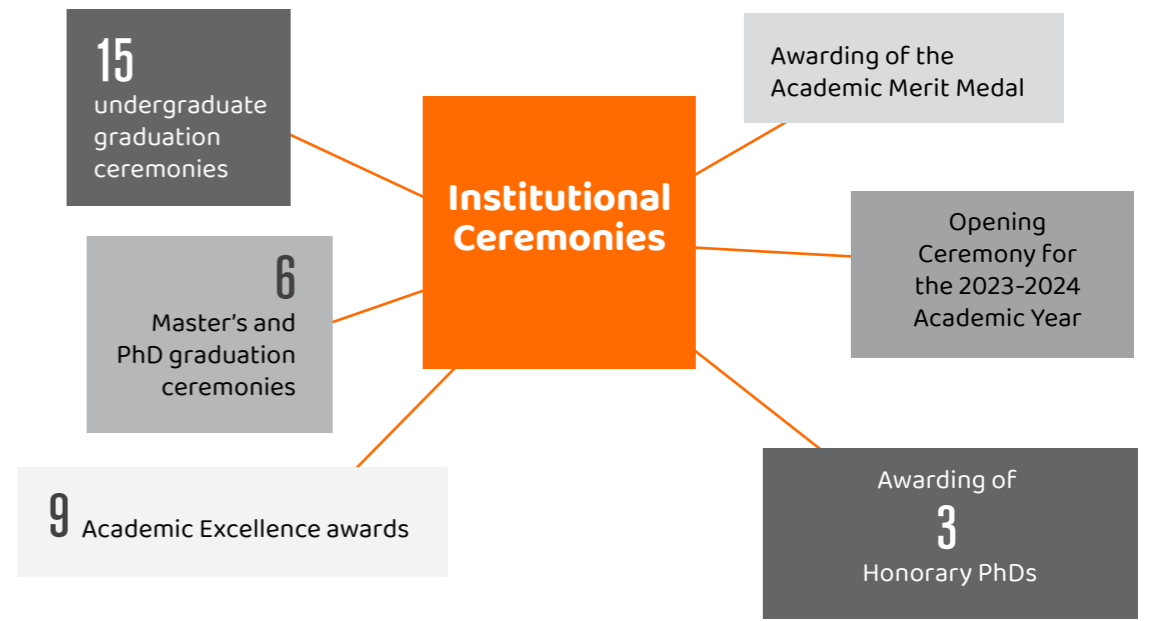 15
undergraduate
graduation
ceremonies
6
Master's and
PhD graduation
ceremonies
9 Academic Excellence awards
Institutional
Ceremonies
Awarding of the
Academic Merit Medal
Opening
Ceremony for
the 2023-2024
Academic Year
Awarding of
3
Honorary PhDs